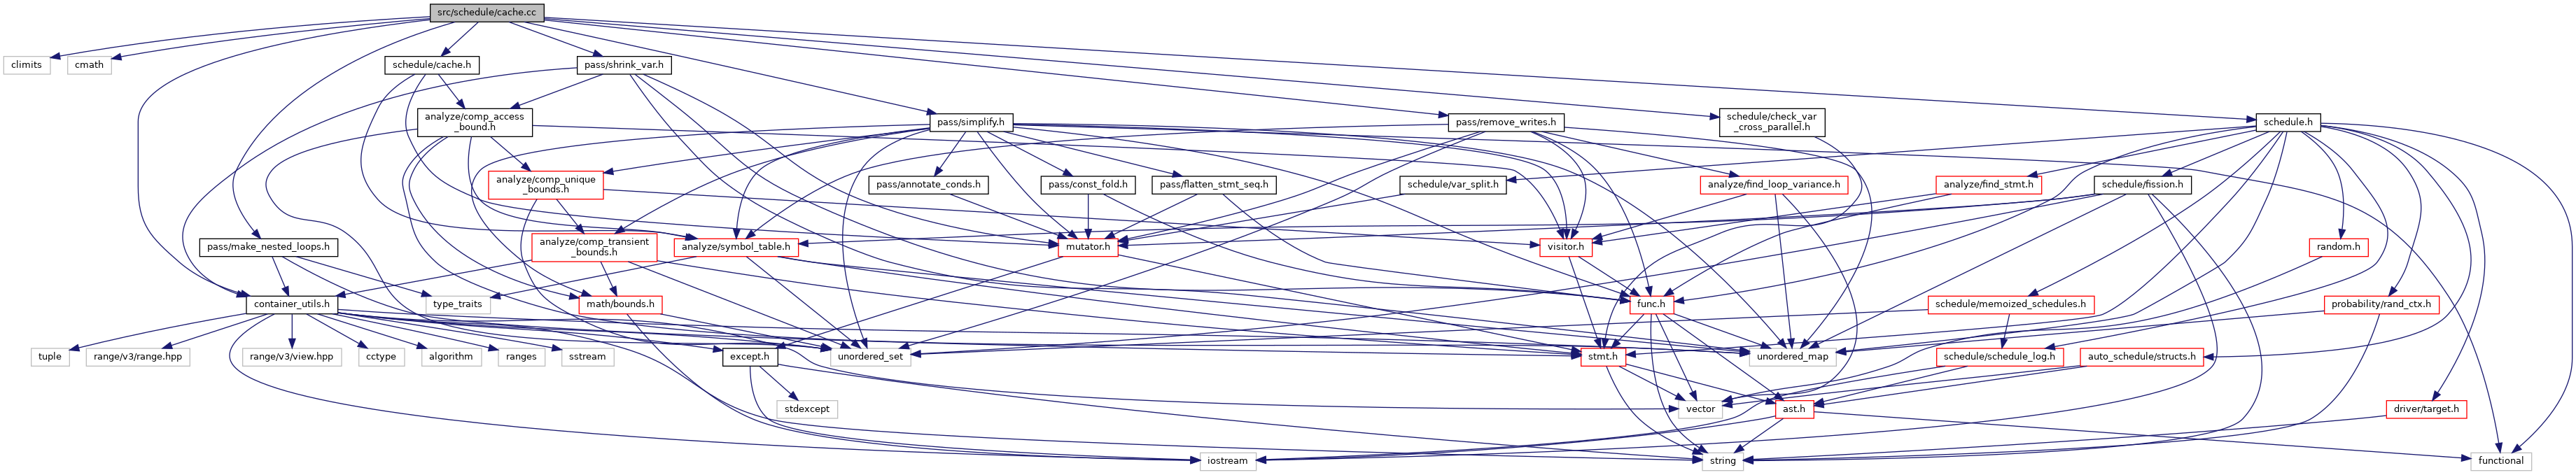 src/schedule/cache.cc
climits
cmath
schedule/cache.h
pass/shrink_var.h
analyze/comp_access
_bound.h
pass/simplify.h
pass/remove_writes.h
schedule/check_var
_cross_parallel.h
schedule.h
analyze/comp_unique
_bounds.h
pass/annotate_conds.h
pass/const_fold.h
pass/flatten_stmt_seq.h
schedule/var_split.h
analyze/find_loop_variance.h
analyze/find_stmt.h
schedule/fission.h
pass/make_nested_loops.h
analyze/comp_transient
_bounds.h
analyze/symbol_table.h
mutator.h
visitor.h
random.h
container_utils.h
type_traits
math/bounds.h
func.h
schedule/memoized_schedules.h
probability/rand_ctx.h
tuple
range/v3/range.hpp
range/v3/view.hpp
cctype
algorithm
ranges
sstream
except.h
unordered_set
unordered_map
stmt.h
schedule/schedule_log.h
auto_schedule/structs.h
stdexcept
vector
ast.h
driver/target.h
iostream
string
functional